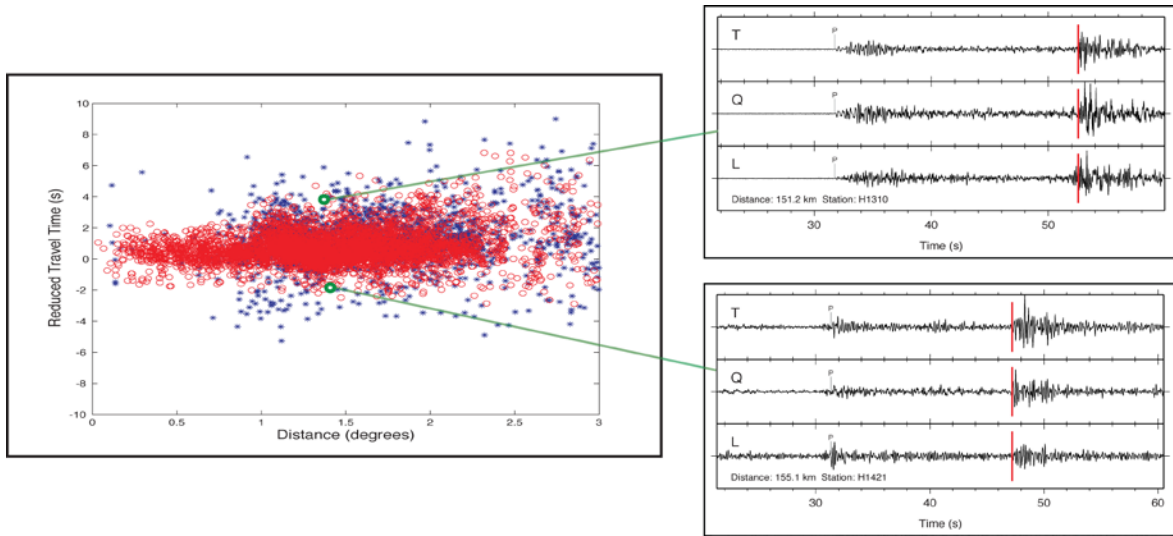 10
8
6
4
2
0
-2
-4
-6
-8
-10
Reduced Travel Time (s)
0 0.5 1 1.5 2 2.5 3
Distance (degrees)
T
P
Q
P
L
P
Distance: 151.2 km Station: H1310
30 40 50
Time (s)
T
P
Q
P
L
P
Distance: 155.1 km Station: H1421
30 40 50 60
Time (s)